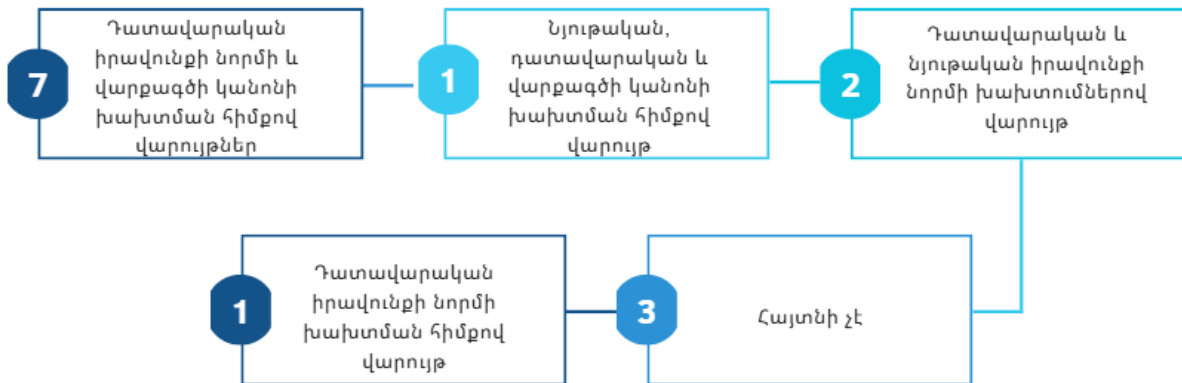 7
Դատավարական
իրավունքի նորմի և
վարքագծի կանոնի
խախտման հիմքով
վարույթներ
1
Նյութական,
դատավարական և
վարքագծի կանոնի
խախտման հիմքով
վարույթ
2
Դատավարական և
նյութական իրավունքի
նորմի խախտումներով
վարույթ
1
Դատավարական
իրավունքի նորմի
խախտման հիմքով
վարույթ
3
Հայտնի չէ